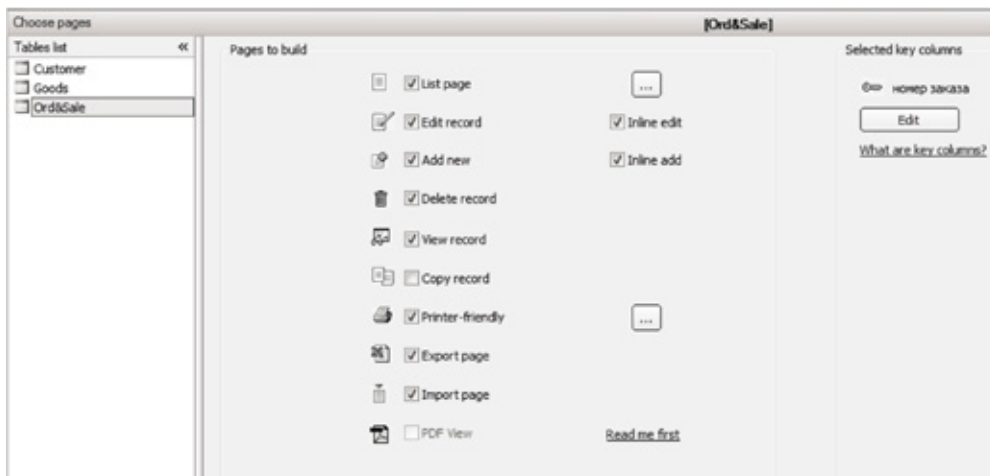 Choose pages
[Ord&Sale]
Tables list «
Customer
Goods
Ord&Sale
Pages to build
List page ...
Edit record Inline edit
Add new Inline add
Delete record
View record
Copy record
Printer-friendly ...
Export page
Import page
PDF View Read me first
Selected key columns
номер заказа
Edit
What are key columns?